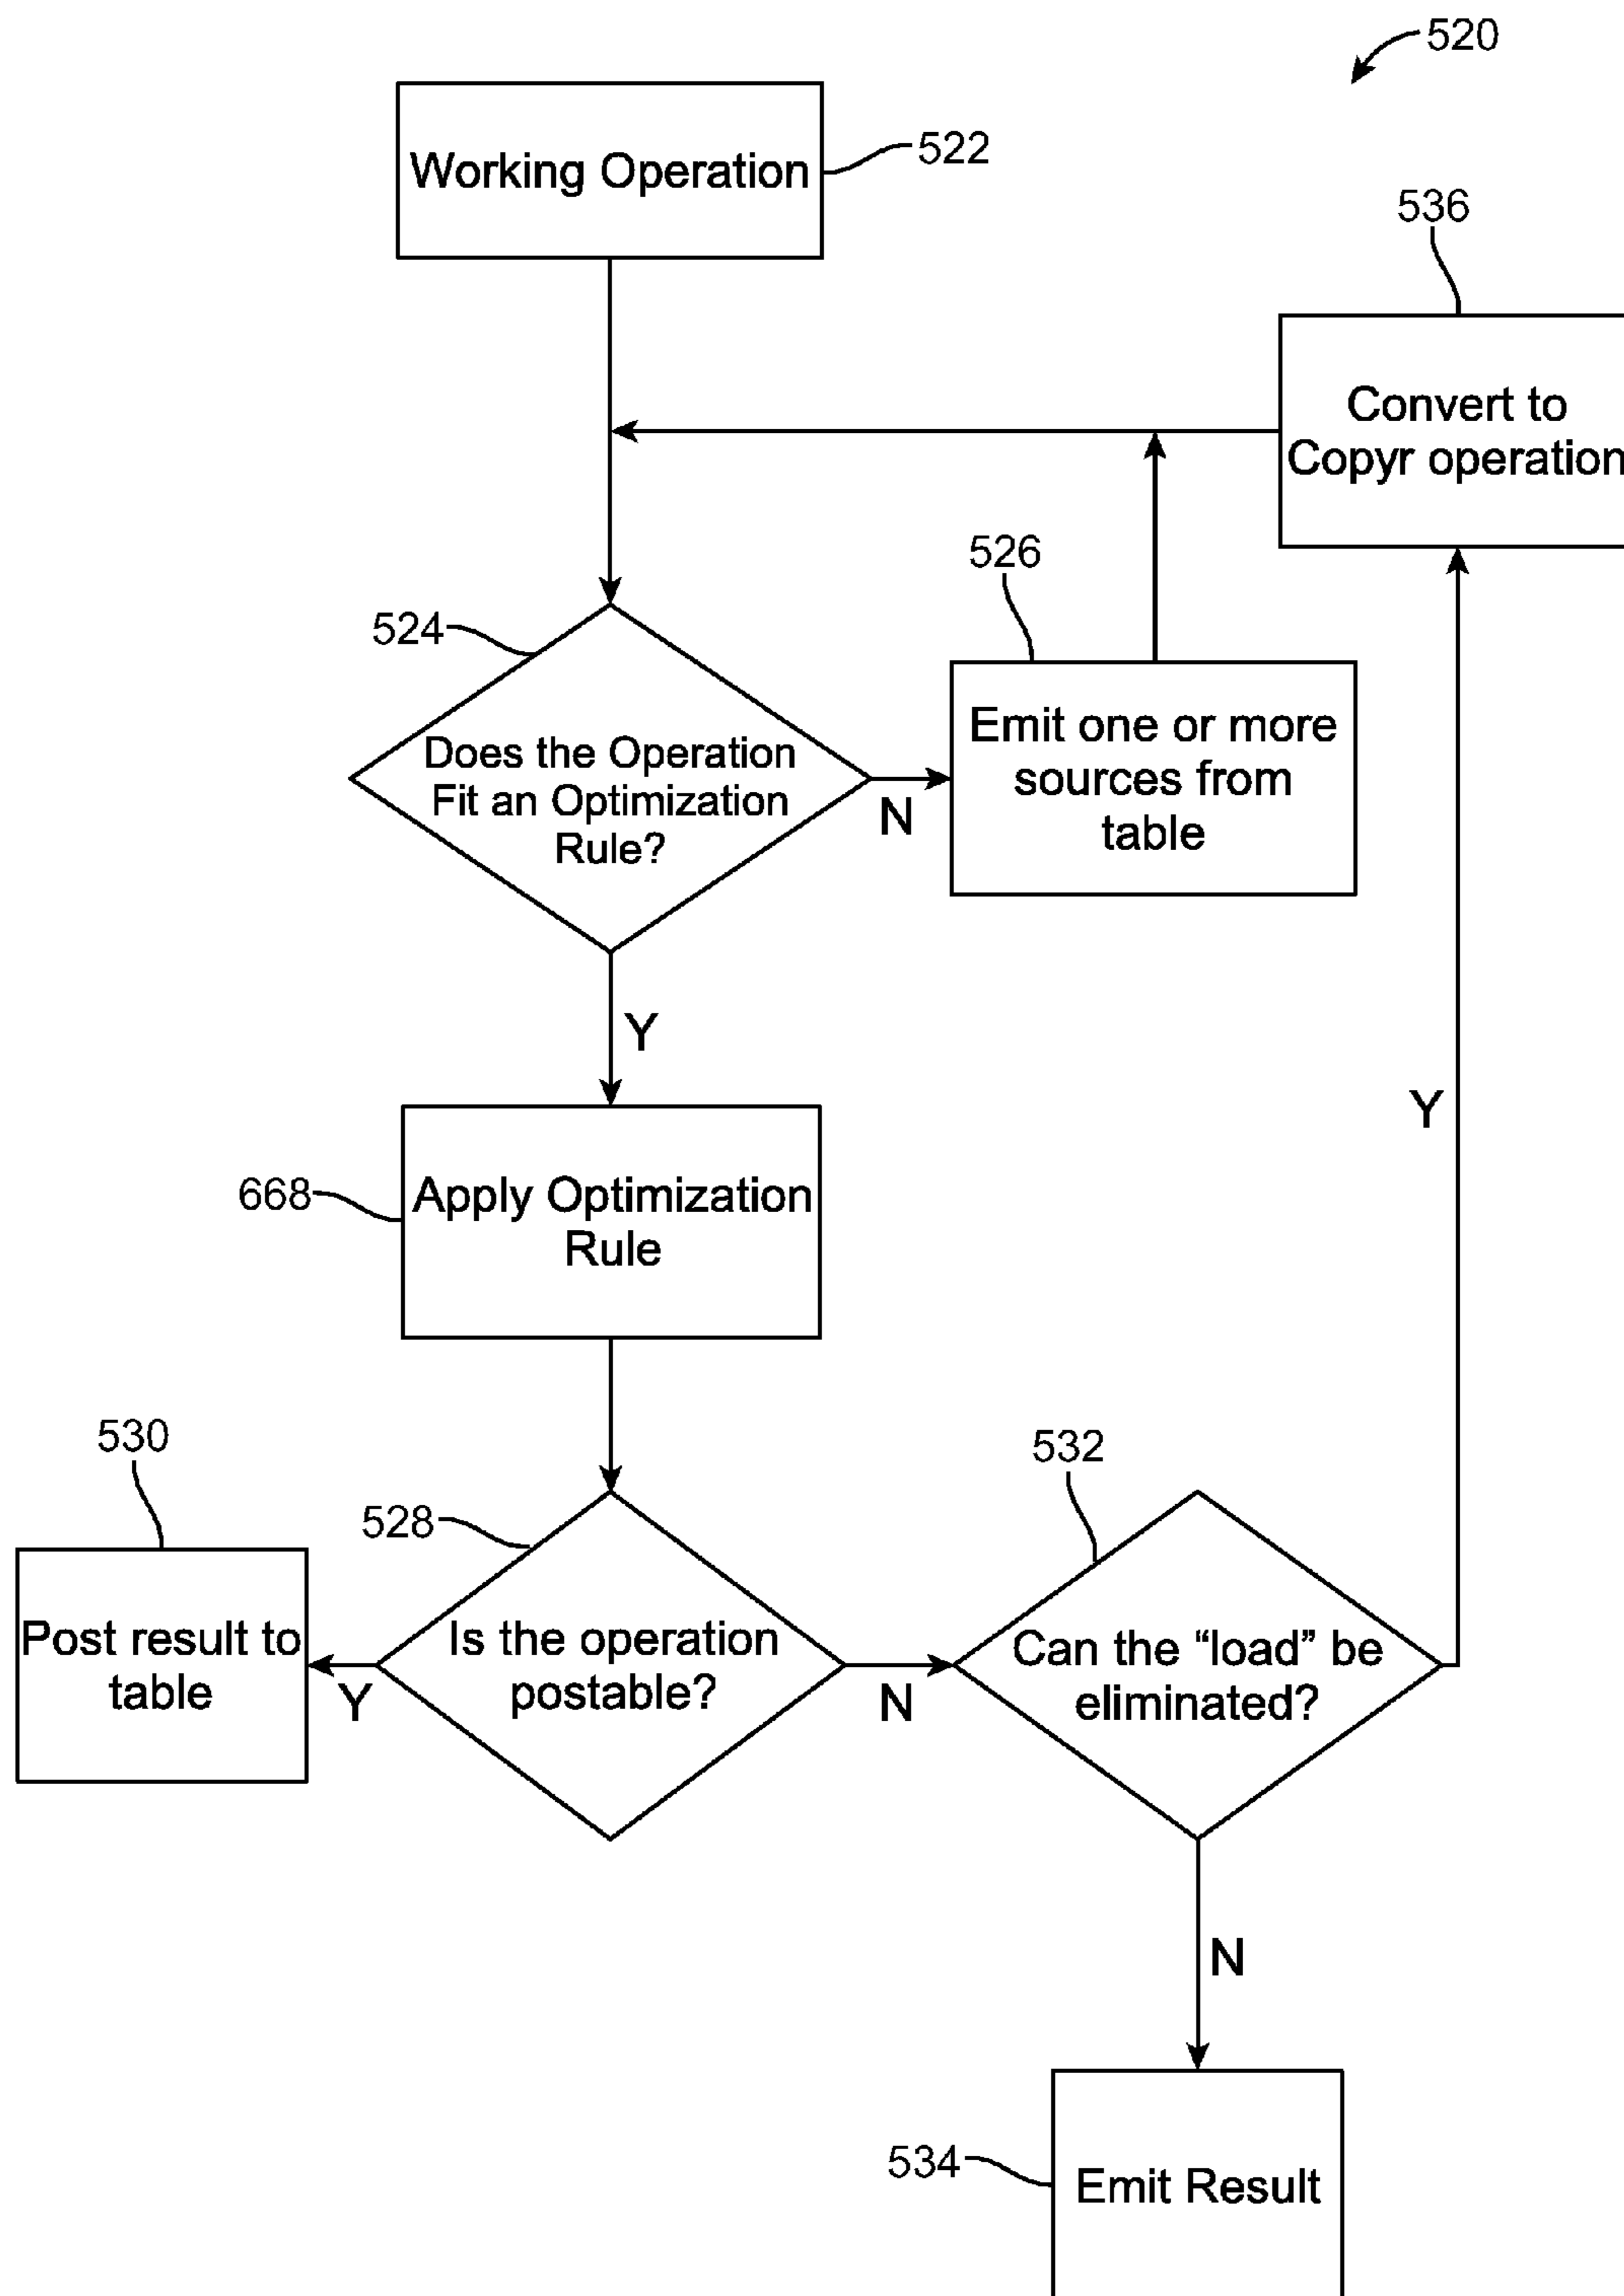 520
Working Operation
522
536
Convert to
Copyr operation
526
524
Does the Operation
Fit an Optimization
Rule?
N
Emit one or more
sources from
table
Y
Y
668
Apply Optimization
Rule
530
532
528
Post result to
table
Y
Is the operation
postable?
N
Can the “load” be
eliminated?
N
534
Emit Result